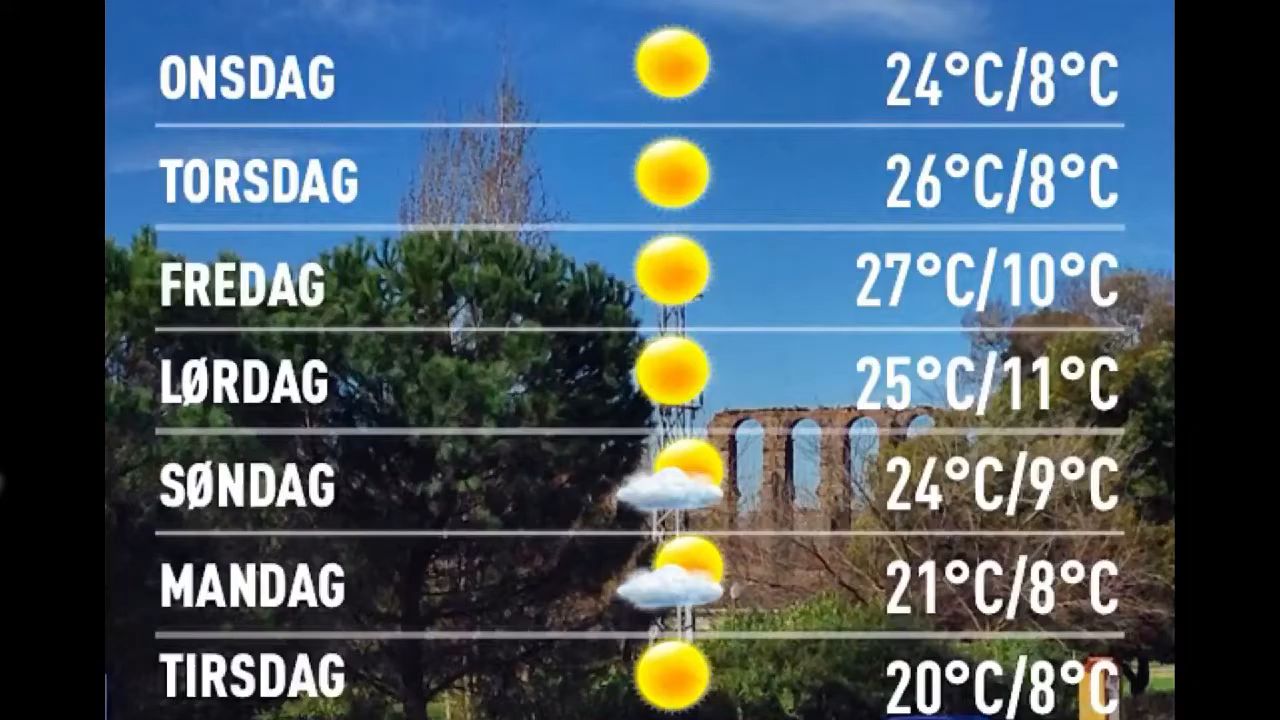 ONSDAG 24°C/8°C
TORSDAG 26°C/8°C
FREDAG 27°C/10°C
LØRDAG 25°C/11°C
SØNDAG 24°C/9°C
MANDAG 21°C/8°C
TIRSDAG 20°C/8°C